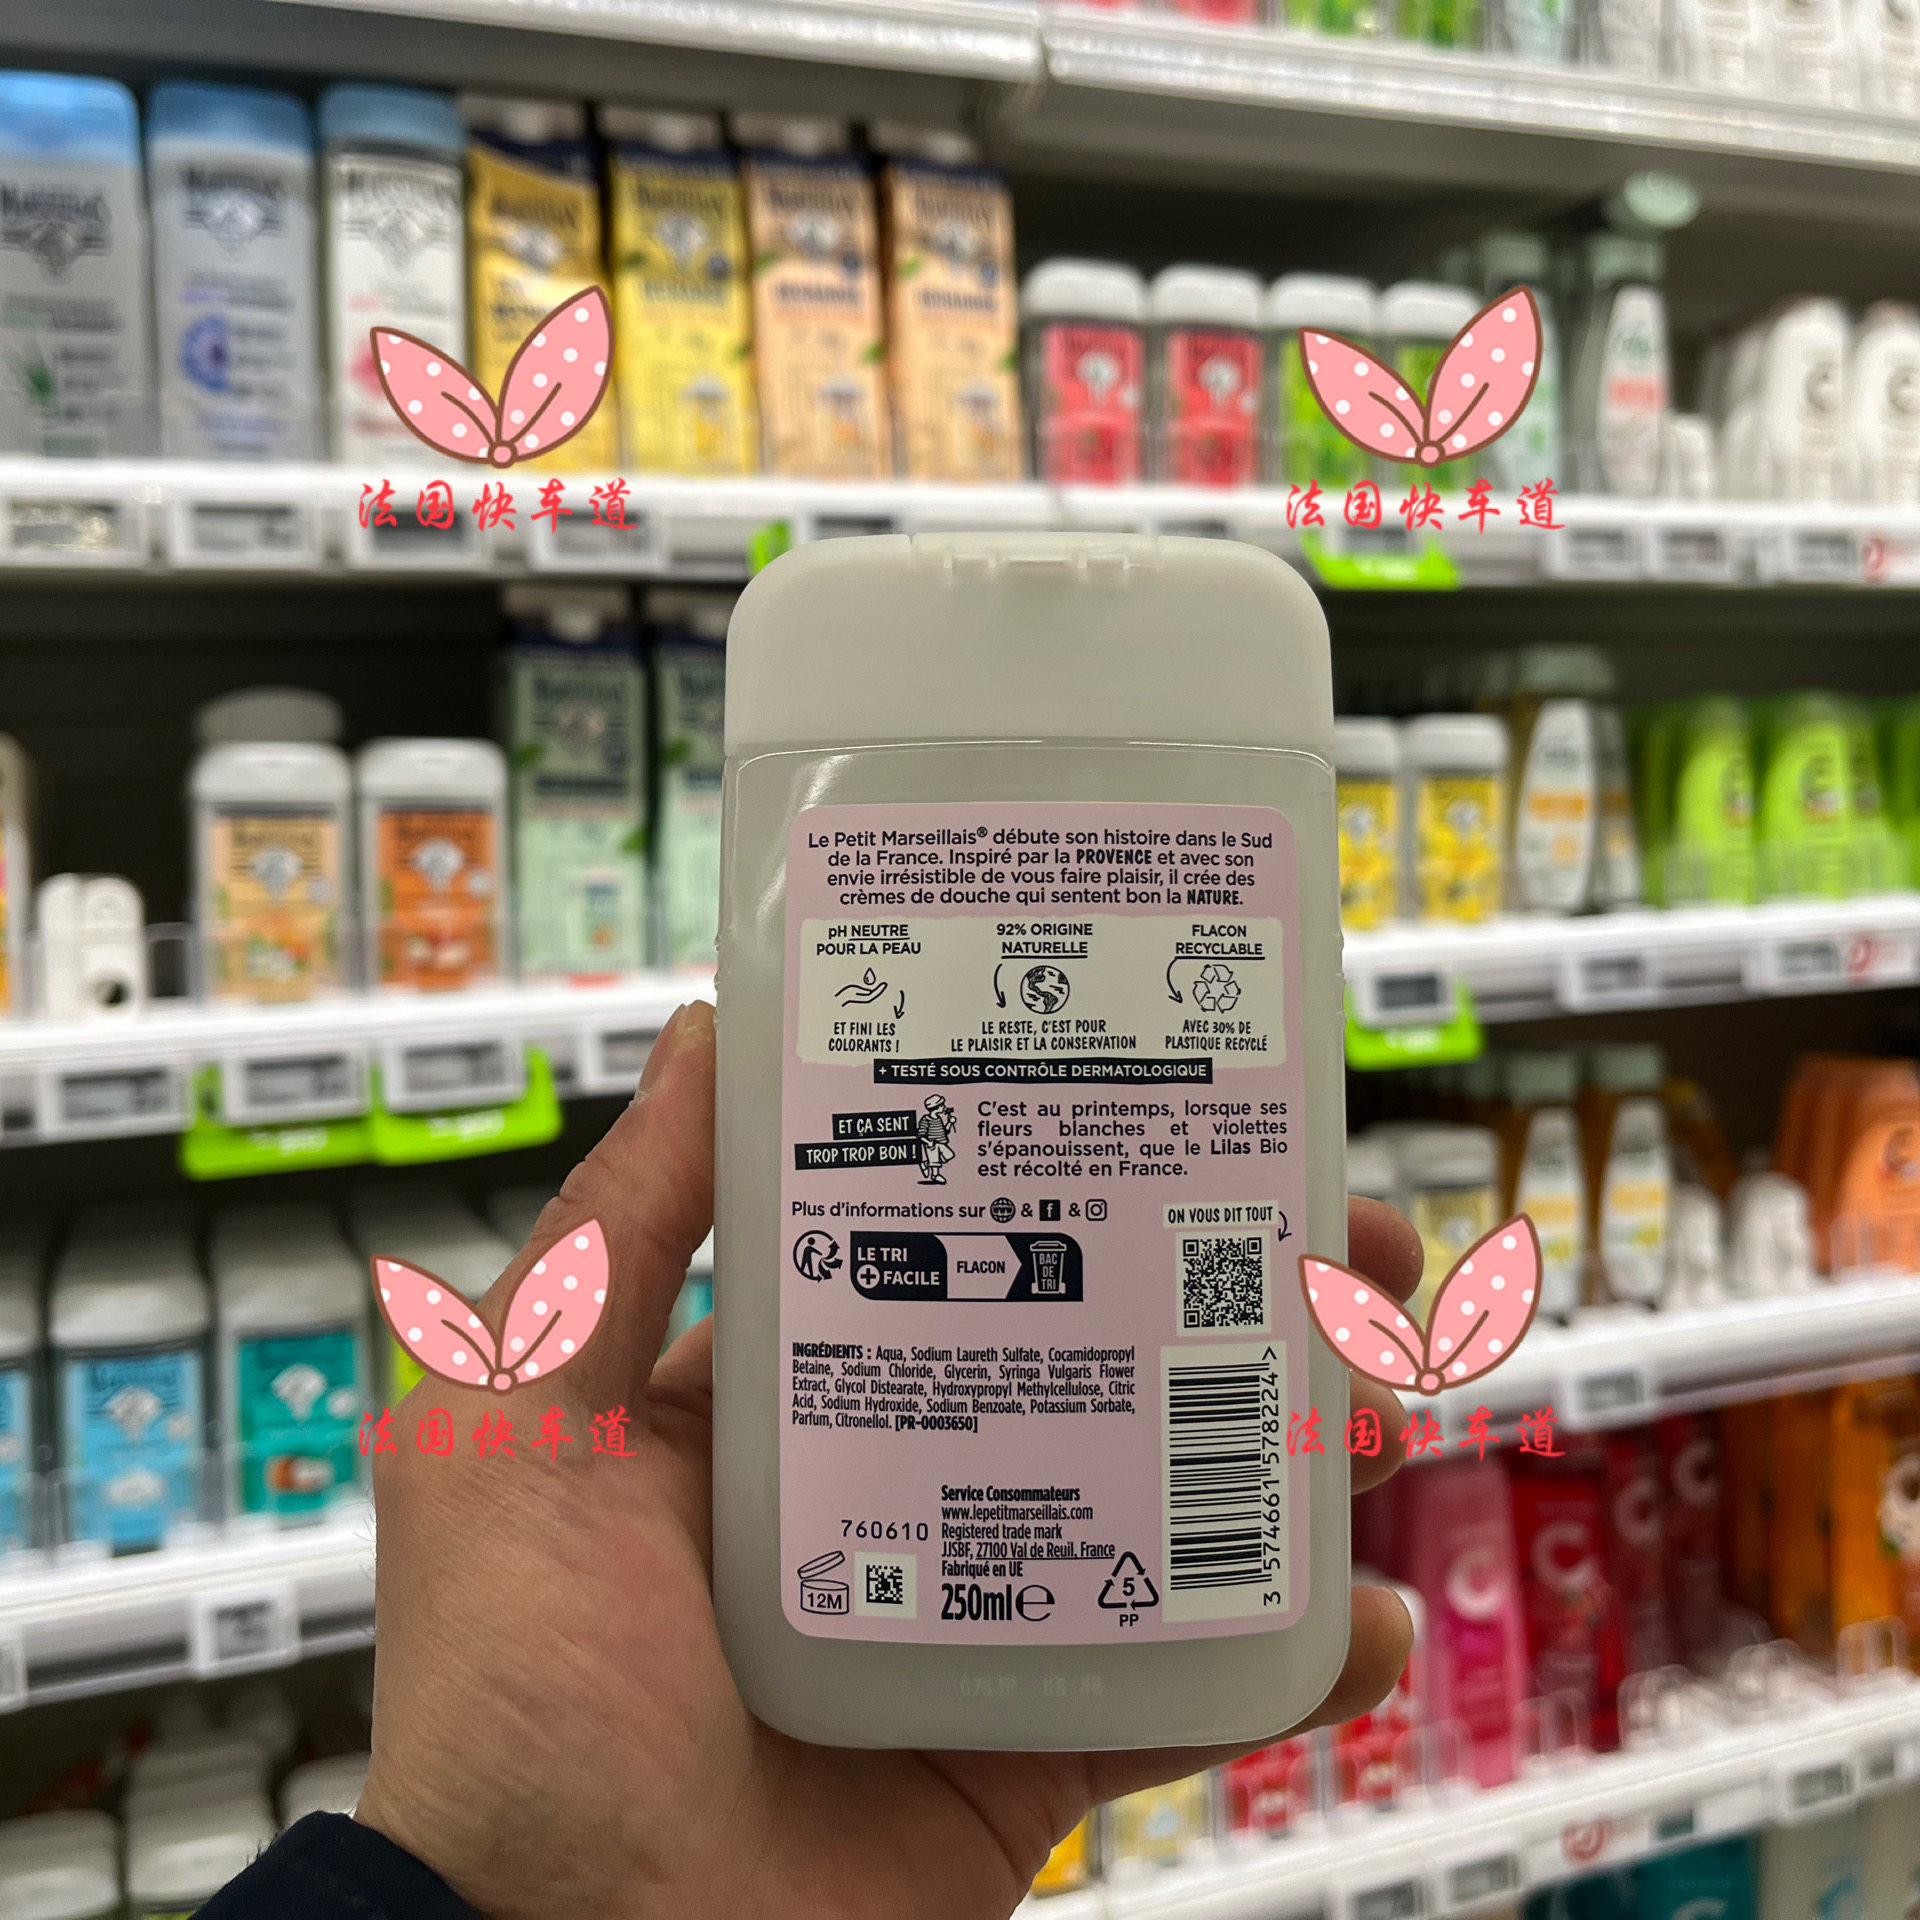 法国快车道
法国快车道
Le Petit Marseillais® débute son histoire dans le Sud
de la France. Inspiré par la PROVENCE et avec son
envie irrésistible de vous faire plaisir, il crée des
crèmes de douche qui sentent bon la NATURE.
pH NEUTRE
POUR LA PEAU
ET FINI LES
COLORANTS !
92% ORIGINE
NATURELLE
LE RESTE, C'EST POUR
LE PLAISIR ET LA CONSERVATION
FLACON
RECYCLABLE
AVEC 30% DE
PLASTIQUE RECYCLÉ
+ TESTÉ SOUS CONTRÔLE DERMATOLOGIQUE
ET ÇA SENT
TROP TROP BON !
C'est au printemps, lorsque ses
fleurs blanches et violettes
s'épanouissent, que le Lilas Bio
est récolté en France.
Plus d'informations sur & f &
ON VOUS DIT TOUT
LE TRI
+ FACILE
FLACON
BAC
DE
TRI
INGRÉDIENTS : Aqua, Sodium Laureth Sulfate, Cocamidopropyl
Betaine, Sodium Chloride, Glycerin, Syringa Vulgaris Flower
Extract, Glycol Distearate, Hydroxypropyl Methylcellulose, Citric
Acid, Sodium Hydroxide, Sodium Benzoate, Potassium Sorbate,
Parfum, Citronellol. [PR-0003650]
法国快车道
法国快车道
Service Consommateurs
www.lepetitmarseillais.com
Registered trade mark
JJSBF, 27100 Val de Reuil, France
Fabriqué en UE
250ml e
760610
12M
5
PP
3 574661 578224 >